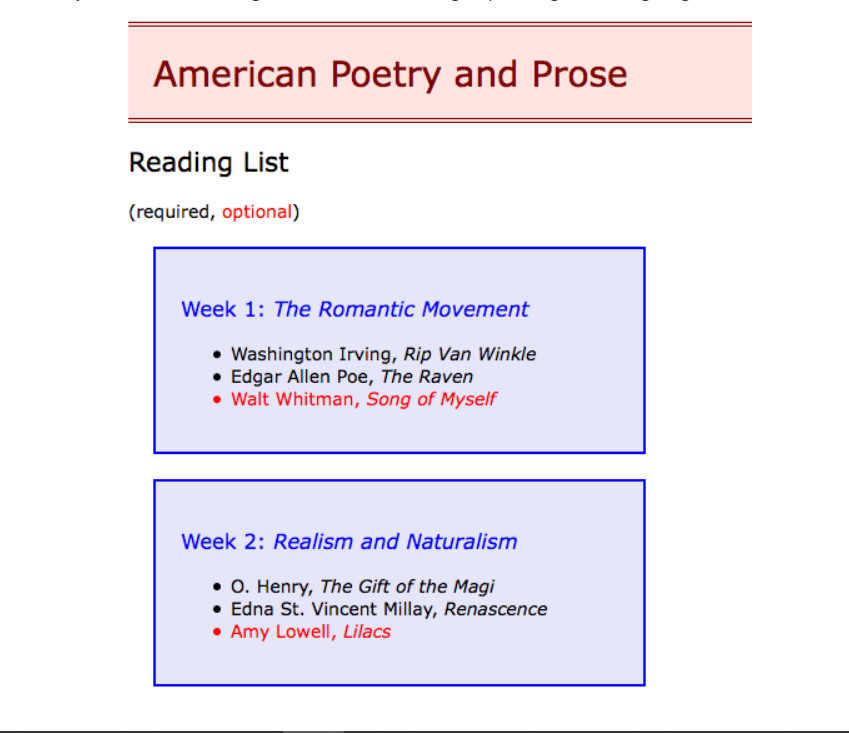 American Poetry and Prose
Reading List
(required, optional)
Week 1: The Romantic Movement
• Washington Irving, Rip Van Winkle
• Edgar Allen Poe, The Raven
• Walt Whitman, Song of Myself
Week 2: Realism and Naturalism
• O. Henry, The Gift of the Magi
• Edna St. Vincent Millay, Renascence
• Amy Lowell, Lilacs